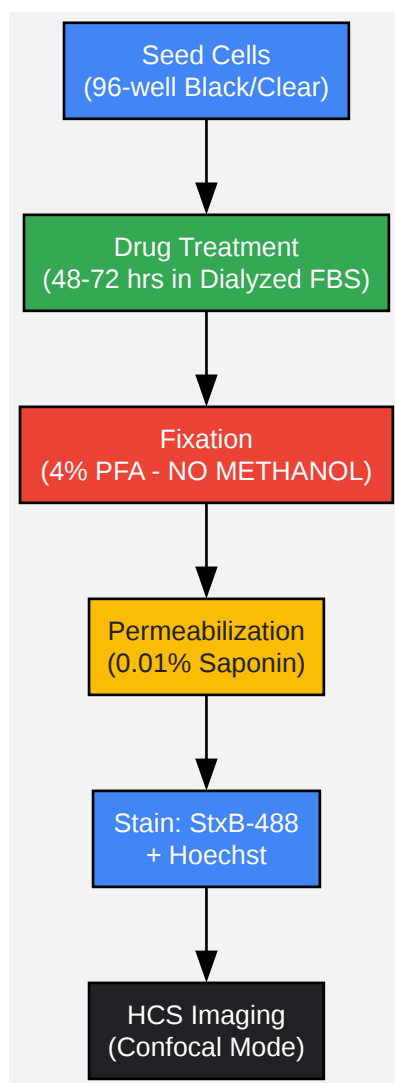 Seed Cells
(96-well Black/Clear)
Drug Treatment
(48-72 hrs in Dialyzed FBS)
Fixation
(4% PFA - NO METHANOL)
Permeabilization
(0.01% Saponin)
Stain: StxB-488
+ Hoechst
HCS Imaging
(Confocal Mode)